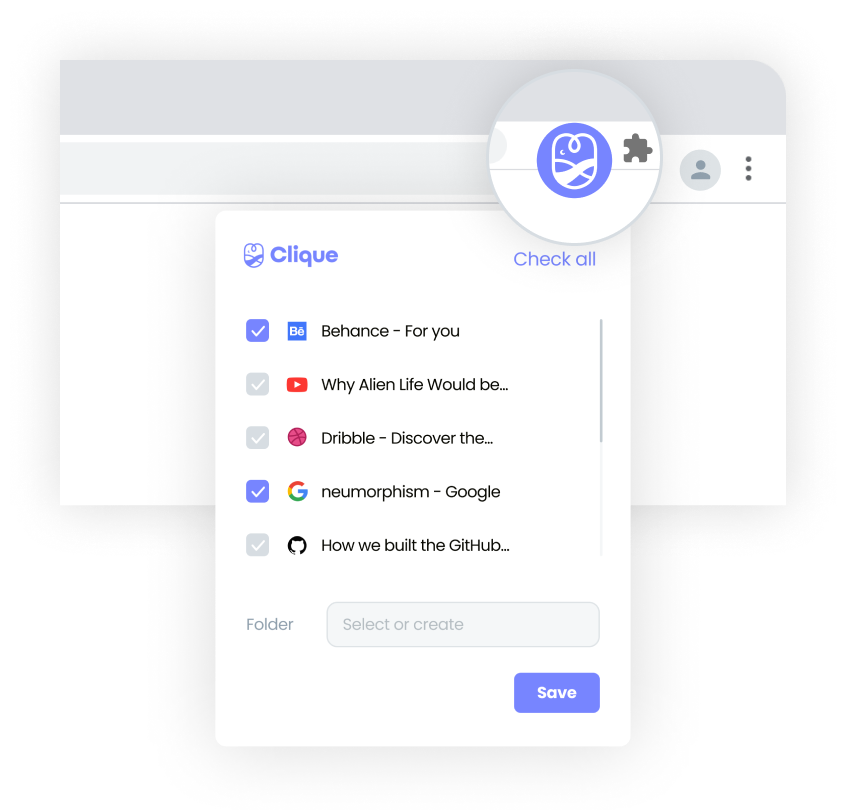 Clique
Check all
Bē Behance - For you
Why Alien Life Would be...
Dribble - Discover the...
neumorphism - Google
How we built the GitHub...
Folder
Select or create
Save